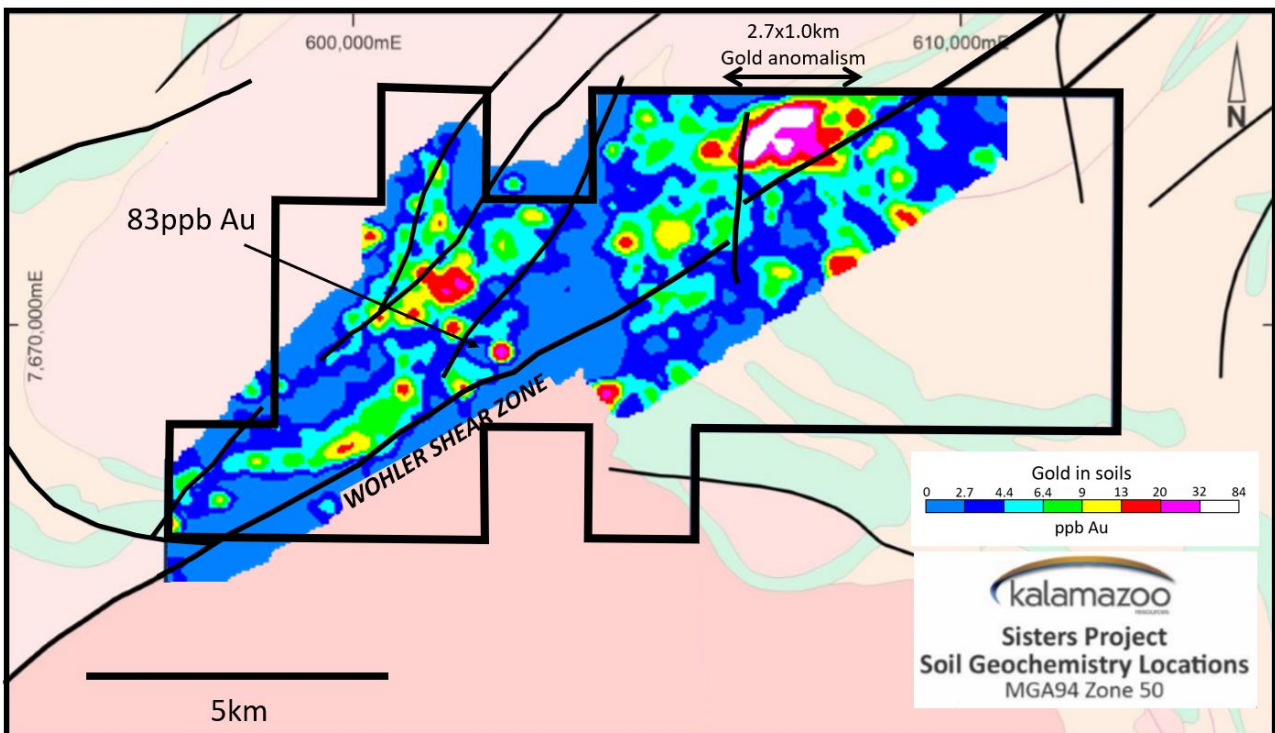 600,000mE
2.7x1.0km
Gold anomalism
610,000mE
N
83ppb Au
7,670,000mE
WOHLER SHEAR ZONE
Gold in soils
0 2.7 4.4 6.4 9 13 20 32 84
ppb Au
kalamazoo
resources
Sisters Project
Soil Geochemistry Locations
MGA94 Zone 50
5km